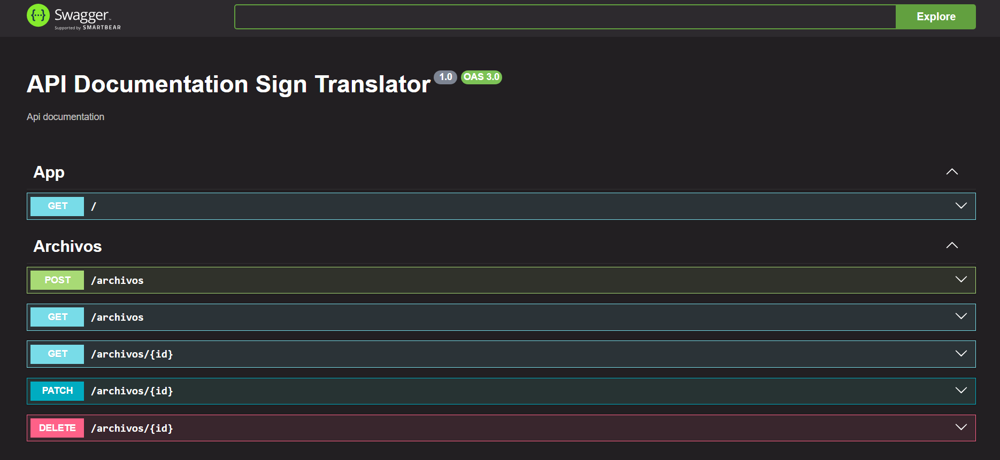 Swagger™
Supported by SMARTBEAR
Explore
API Documentation Sign Translator 1.0 OAS 3.0
Api documentation
App
GET /
Archivos
POST /archivos
GET /archivos
GET /archivos/{id}
PATCH /archivos/{id}
DELETE /archivos/{id}